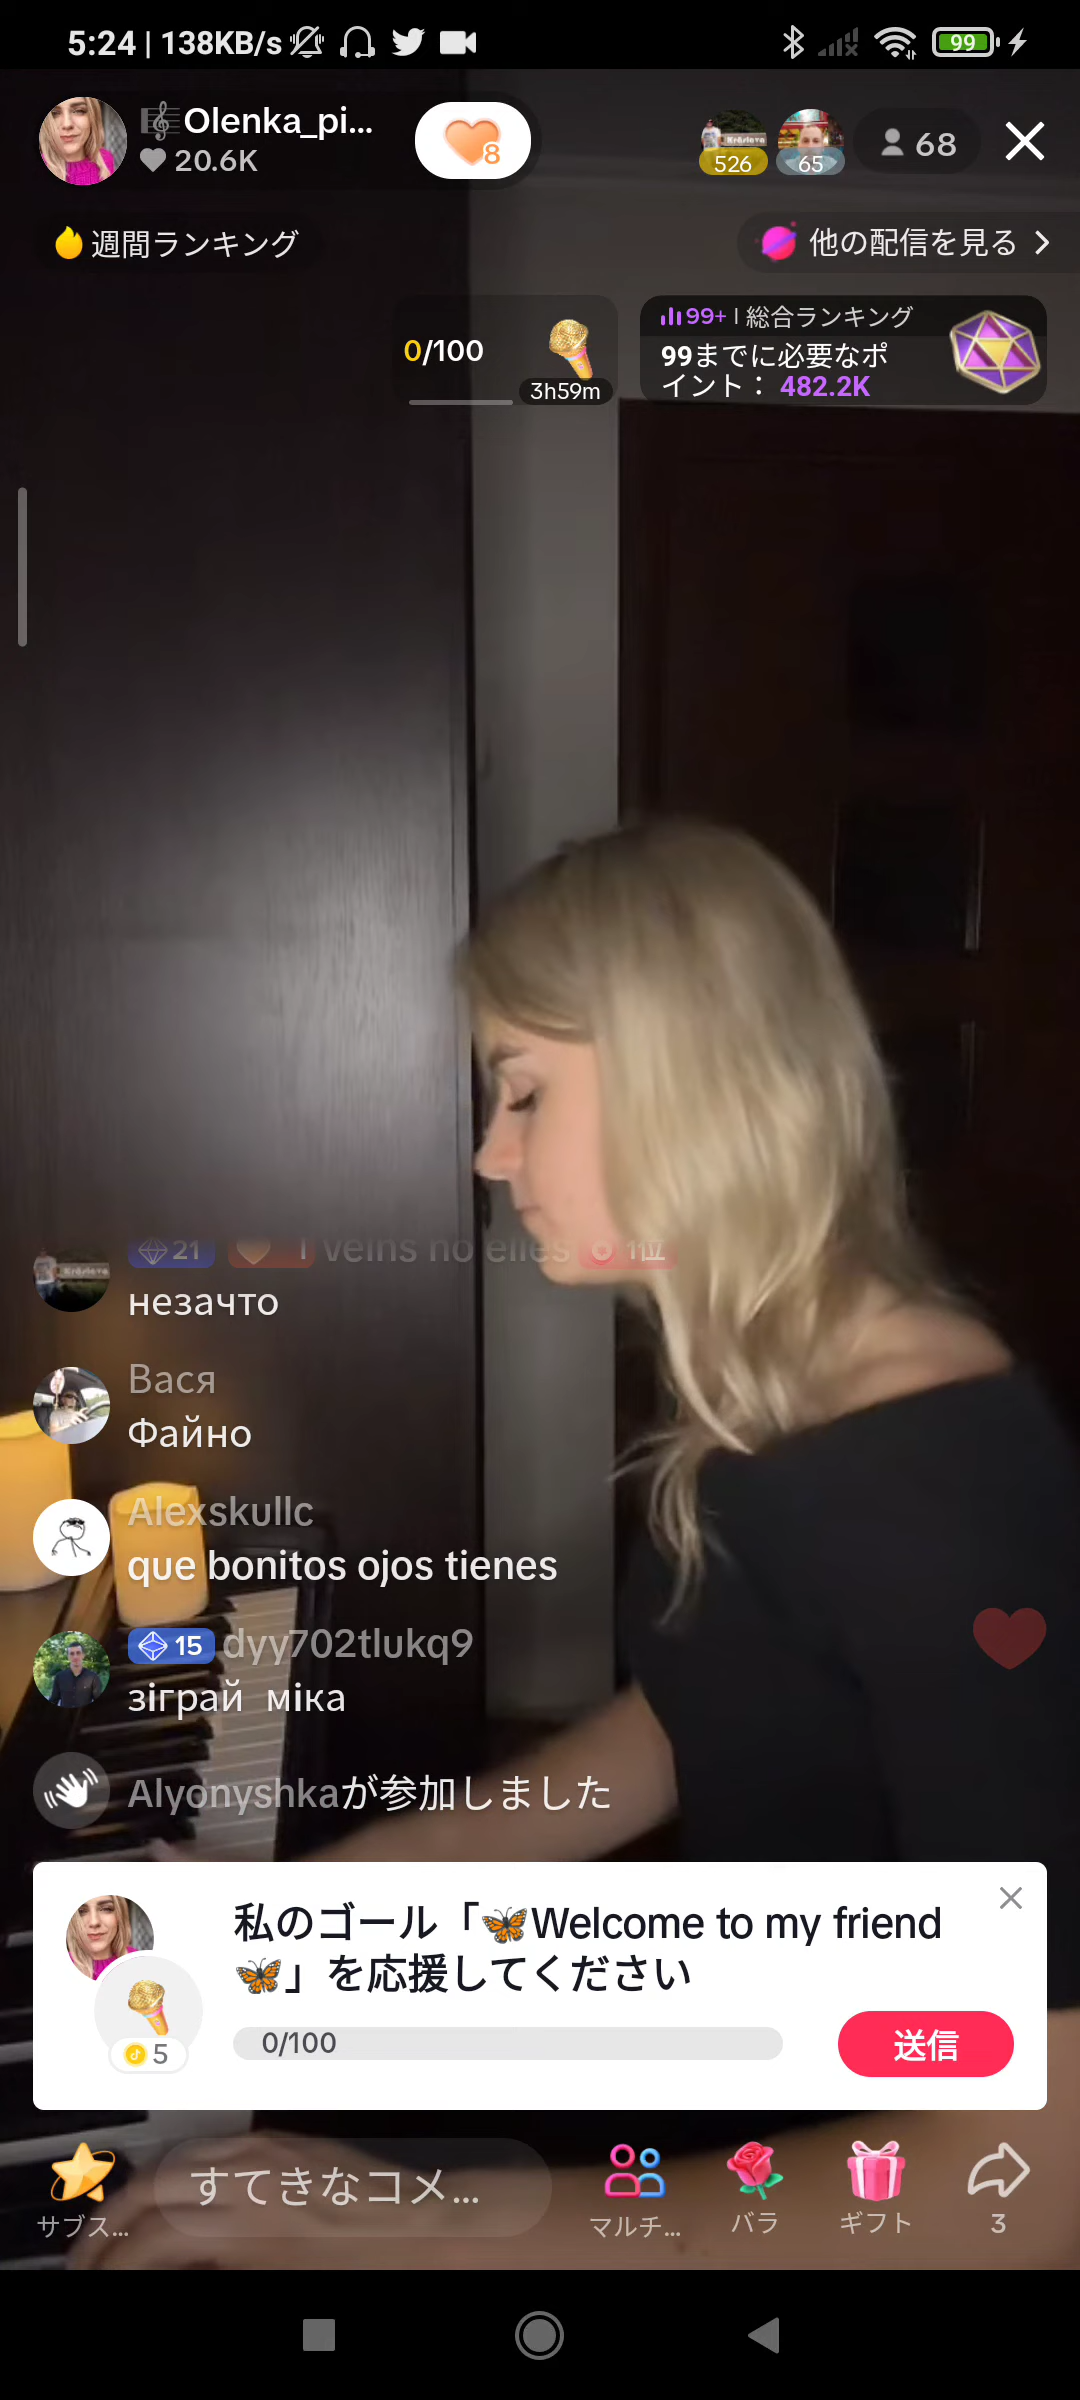 5:24 | 138KB/s
99
Olenka_pi...
20.6K
8
526
65
68
週間ランキング
他の配信を見る
0/100
3h59m
99+ | 総合ランキング
99までに必要なポ
イント： 482.2K
21
1 veins no elles
1位
незачто
Вася
Файно
Alexskullc
que bonitos ojos tienes
15 dyy702tlukq9
зіграй міка
Alyonyshkaが参加しました
私のゴール「🦋Welcome to my friend
🦋」を応援してください
5
0/100
送信
すてきなコメ...
サブス...
マルチ...
バラ
ギフト
3